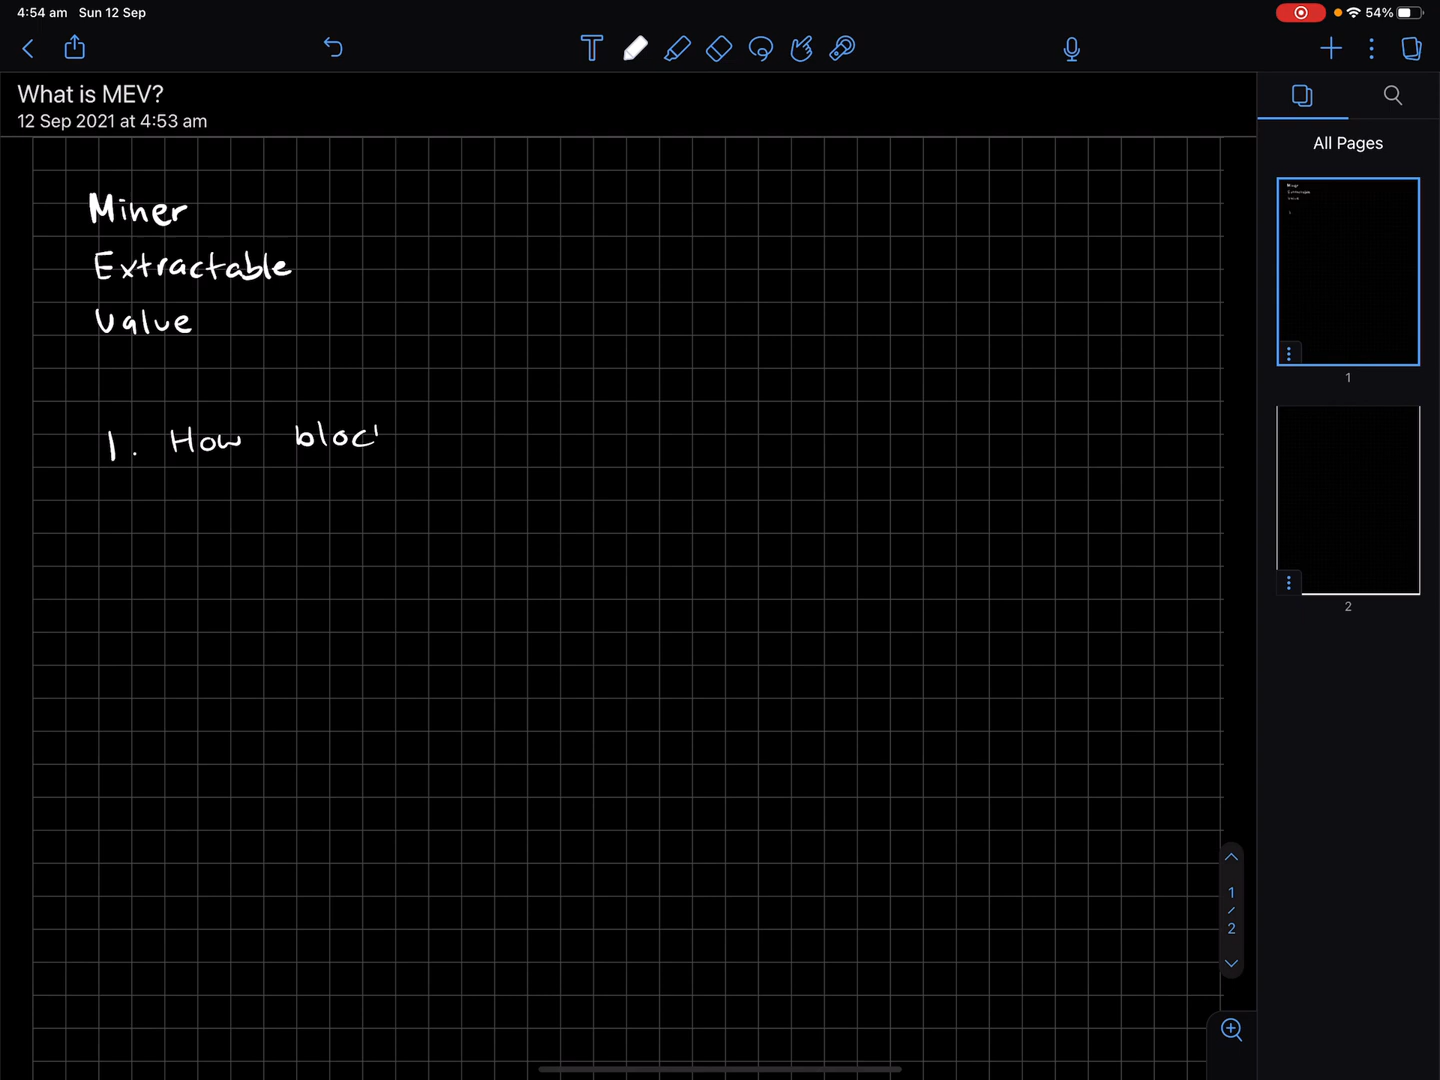 4:54 am Sun 12 Sep 54%
What is MEV?
12 Sep 2021 at 4:53 am
All Pages
Miner
Extractable
Value
1. How bloc
1
2
1
/
2